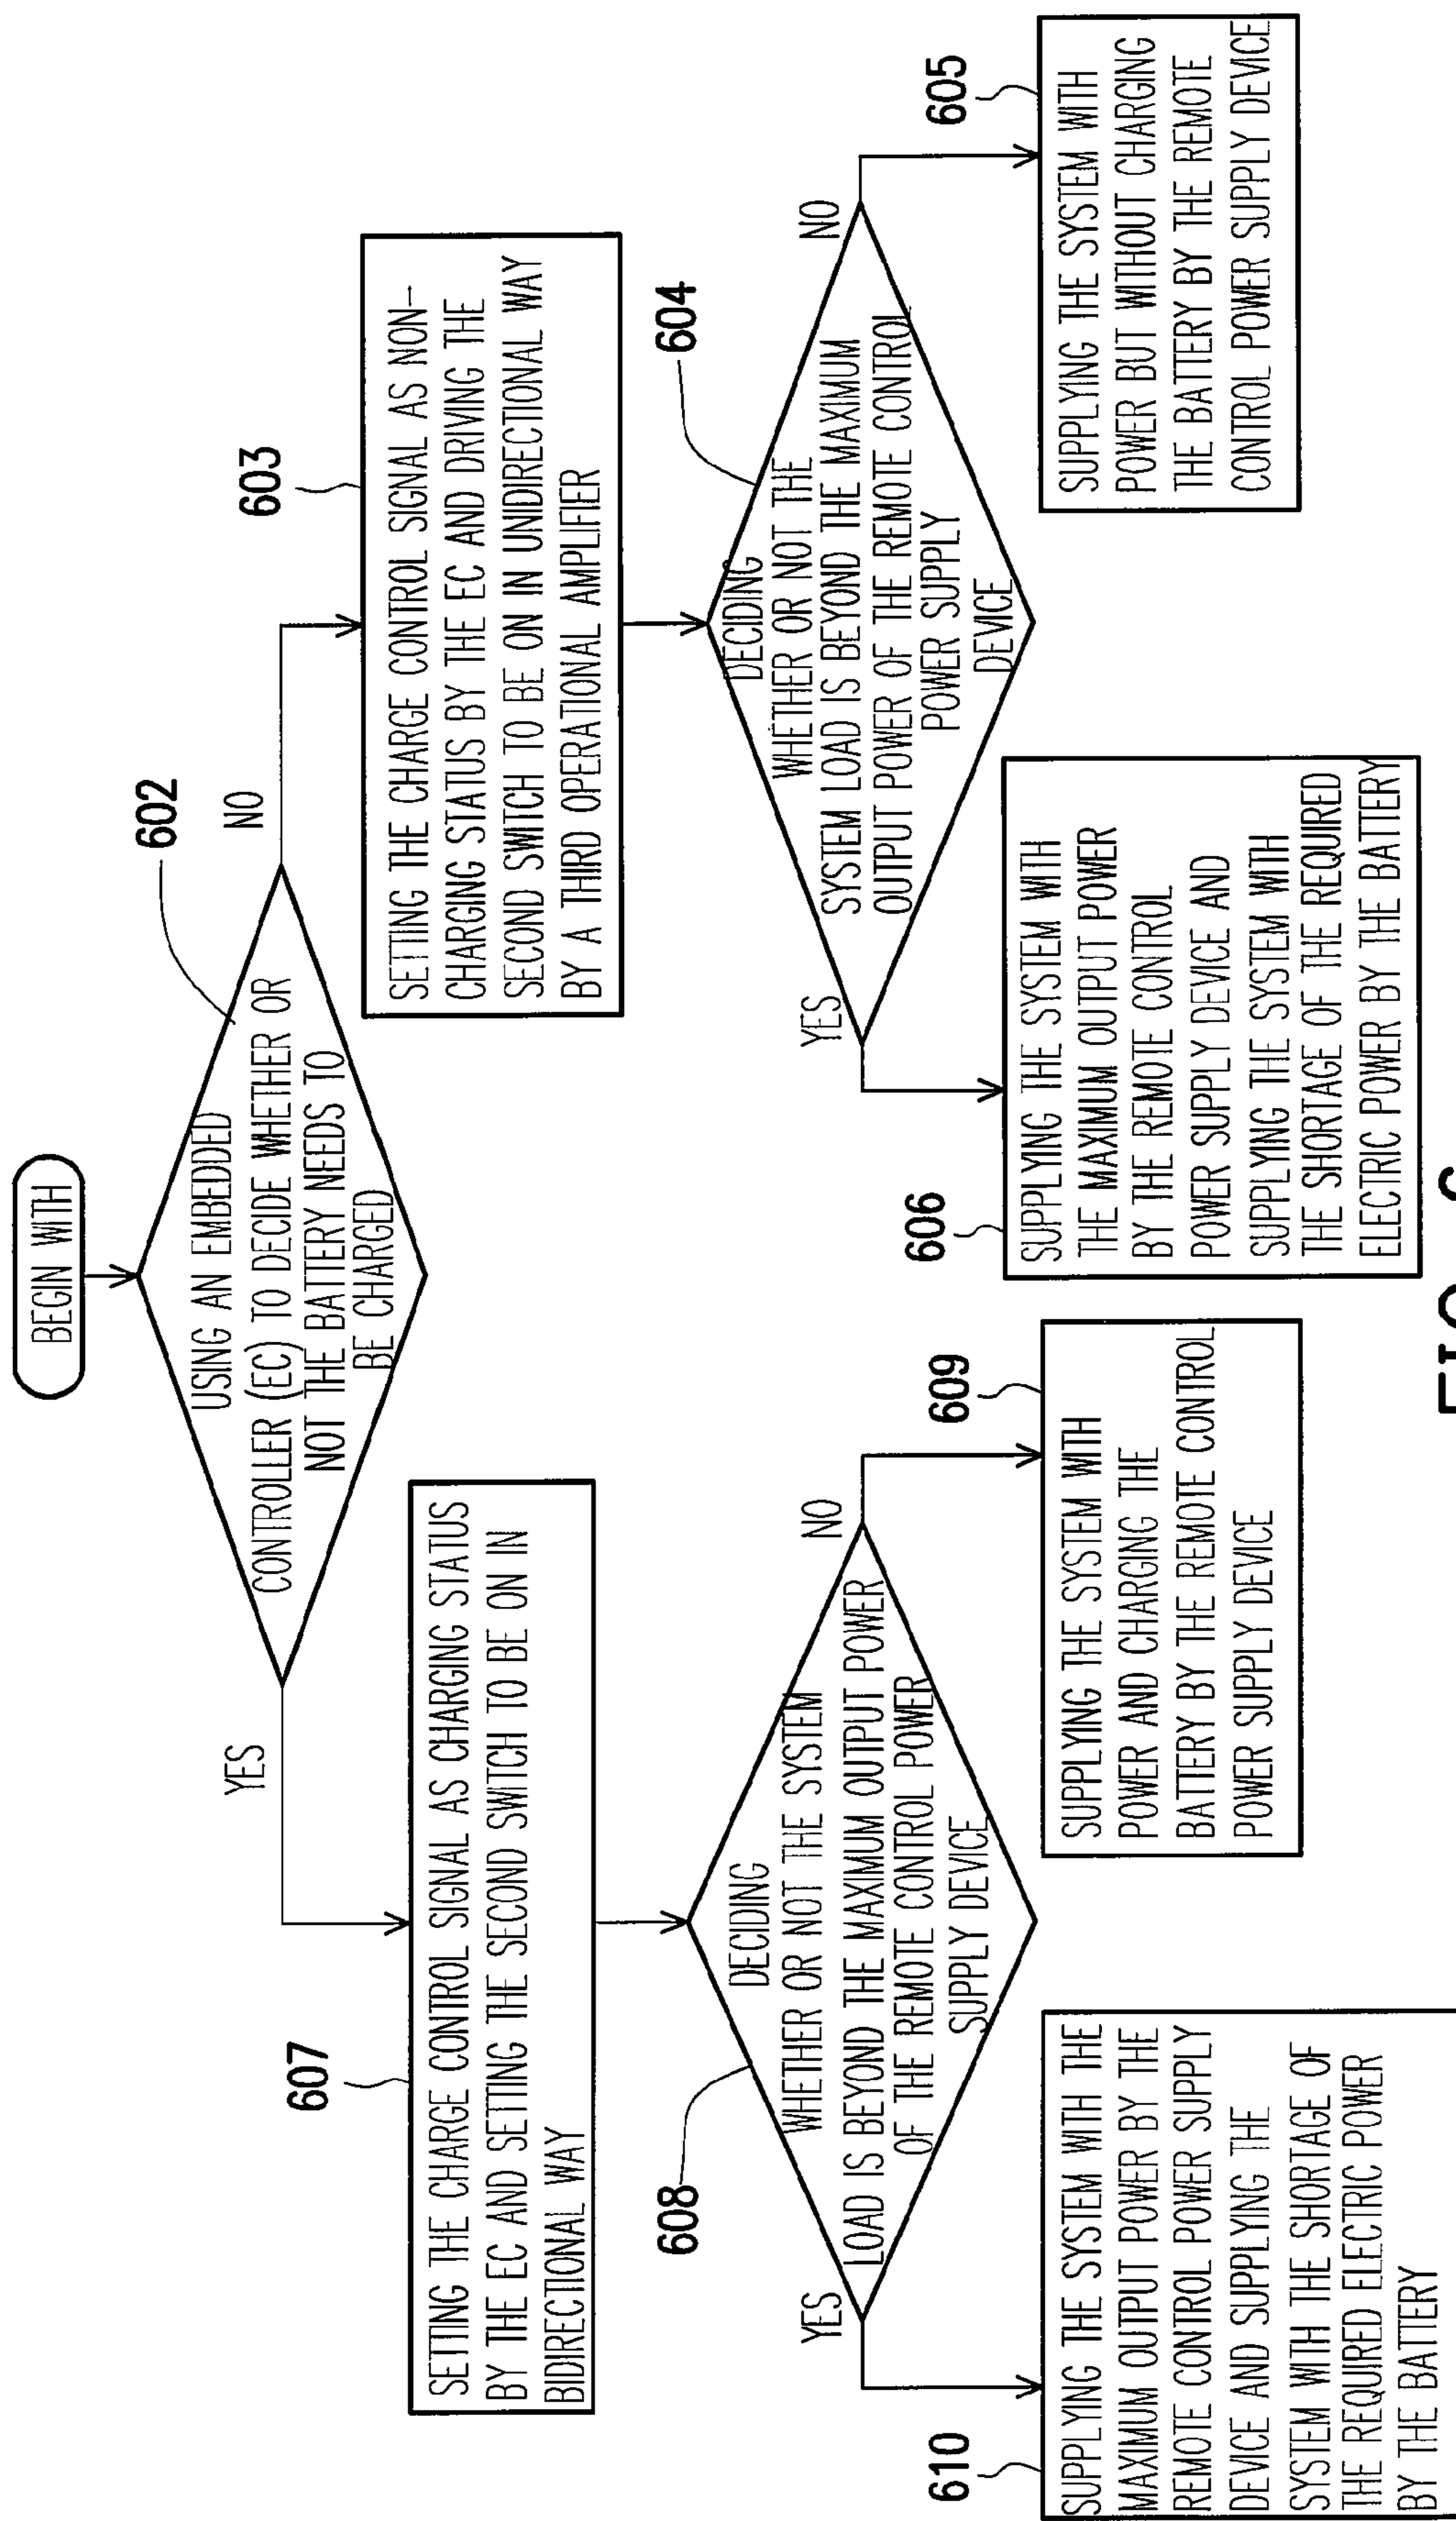 BEGIN WITH
602
USING AN EMBEDDED
CONTROLLER (EC) TO DECIDE WHETHER OR
NOT THE BATTERY NEEDS TO
BE CHARGED
YES
NO
607
SETTING THE CHARGE CONTROL SIGNAL AS CHARGING STATUS
BY THE EC AND SETTING THE SECOND SWITCH TO BE ON IN
BIDIRECTIONAL WAY
603
SETTING THE CHARGE CONTROL SIGNAL AS NON-
CHARGING STATUS BY THE EC AND DRIVING THE
SECOND SWITCH TO BE ON IN UNIDIRECTIONAL WAY
BY A THIRD OPERATIONAL AMPLIFIER
608
DECIDING
WHETHER OR NOT THE SYSTEM
LOAD IS BEYOND THE MAXIMUM OUTPUT POWER
OF THE REMOTE CONTROL POWER
SUPPLY DEVICE
YES
NO
604
DECIDING
WHETHER OR NOT THE
SYSTEM LOAD IS BEYOND THE MAXIMUM
OUTPUT POWER OF THE REMOTE CONTROL
POWER SUPPLY
DEVICE
YES
NO
610
SUPPLYING THE SYSTEM WITH THE
MAXIMUM OUTPUT POWER BY THE
REMOTE CONTROL POWER SUPPLY
DEVICE AND SUPPLYING THE
SYSTEM WITH THE SHORTAGE OF
THE REQUIRED ELECTRIC POWER
BY THE BATTERY
609
SUPPLYING THE SYSTEM WITH
POWER AND CHARGING THE
BATTERY BY THE REMOTE CONTROL
POWER SUPPLY DEVICE
606
SUPPLYING THE SYSTEM WITH
THE MAXIMUM OUTPUT POWER
BY THE REMOTE CONTROL
POWER SUPPLY DEVICE AND
SUPPLYING THE SYSTEM WITH
THE SHORTAGE OF THE REQUIRED
ELECTRIC POWER BY THE BATTERY
605
SUPPLYING THE SYSTEM WITH
POWER BUT WITHOUT CHARGING
THE BATTERY BY THE REMOTE
CONTROL POWER SUPPLY DEVICE